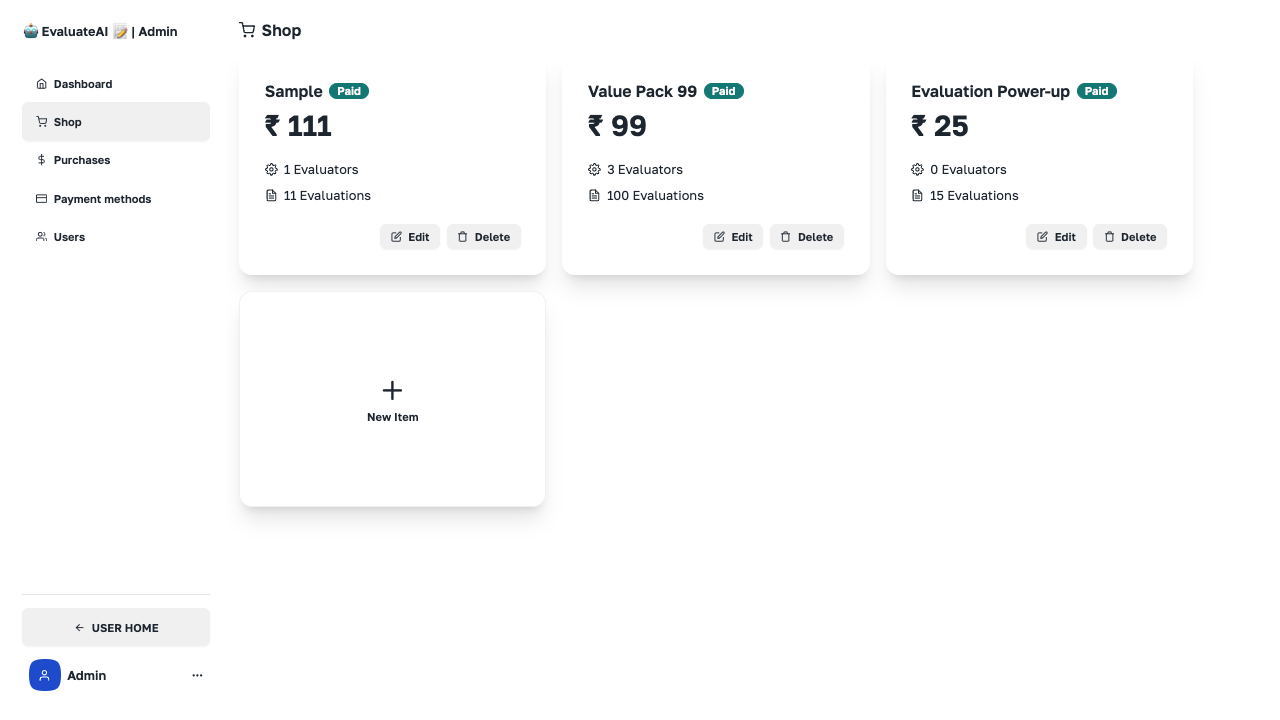 EvaluateAI | Admin
Dashboard
Shop
Purchases
Payment methods
Users
USER HOME
Admin
Shop
Sample Paid
₹ 111
1 Evaluators
11 Evaluations
Edit Delete
Value Pack 99 Paid
₹ 99
3 Evaluators
100 Evaluations
Edit Delete
Evaluation Power-up Paid
₹ 25
0 Evaluators
15 Evaluations
Edit Delete
New Item